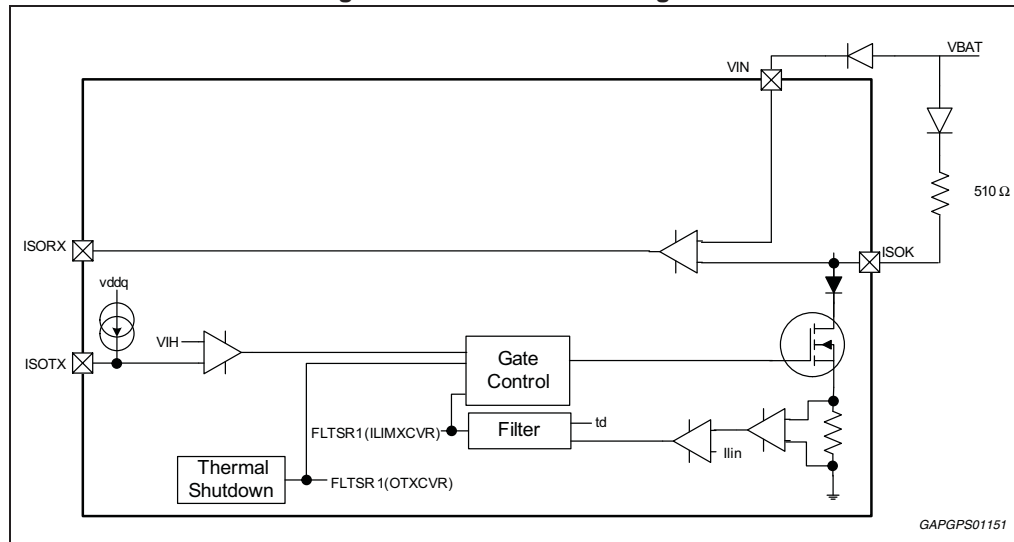 VBAT
VIN
510 Ω
ISORX
ISOK
vddq
VIH
ISOTX
Gate
Control
FLTSR1(ILIMXCVR)
Filter
td
Ilin
Thermal
Shutdown
FLTSR1(OTXCVR)
GAPGPS01151